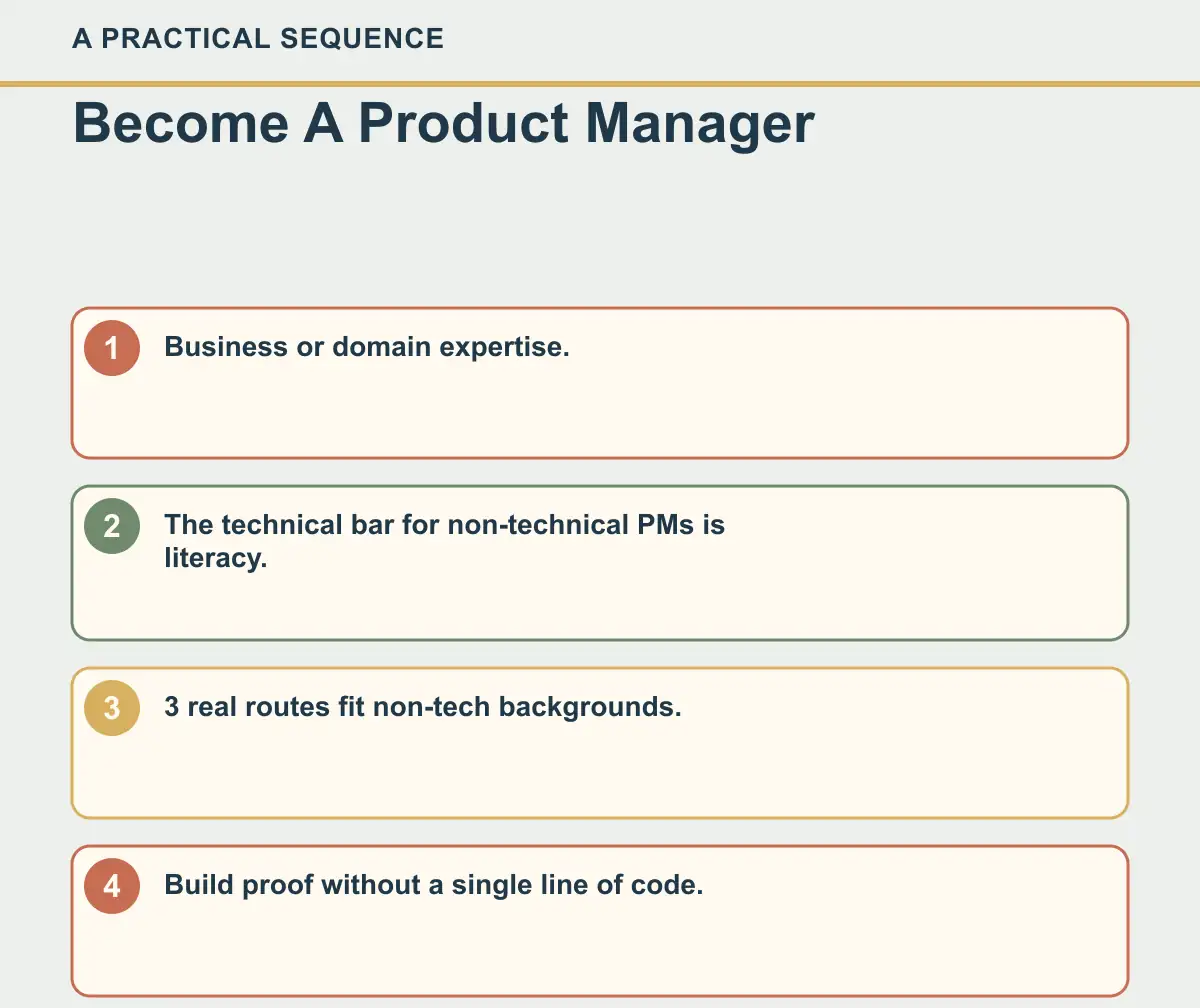 A PRACTICAL SEQUENCE
Become A Product Manager
1
Business or domain expertise.
2
The technical bar for non-technical PMs is
literacy.
3
3 real routes fit non-tech backgrounds.
4
Build proof without a single line of code.